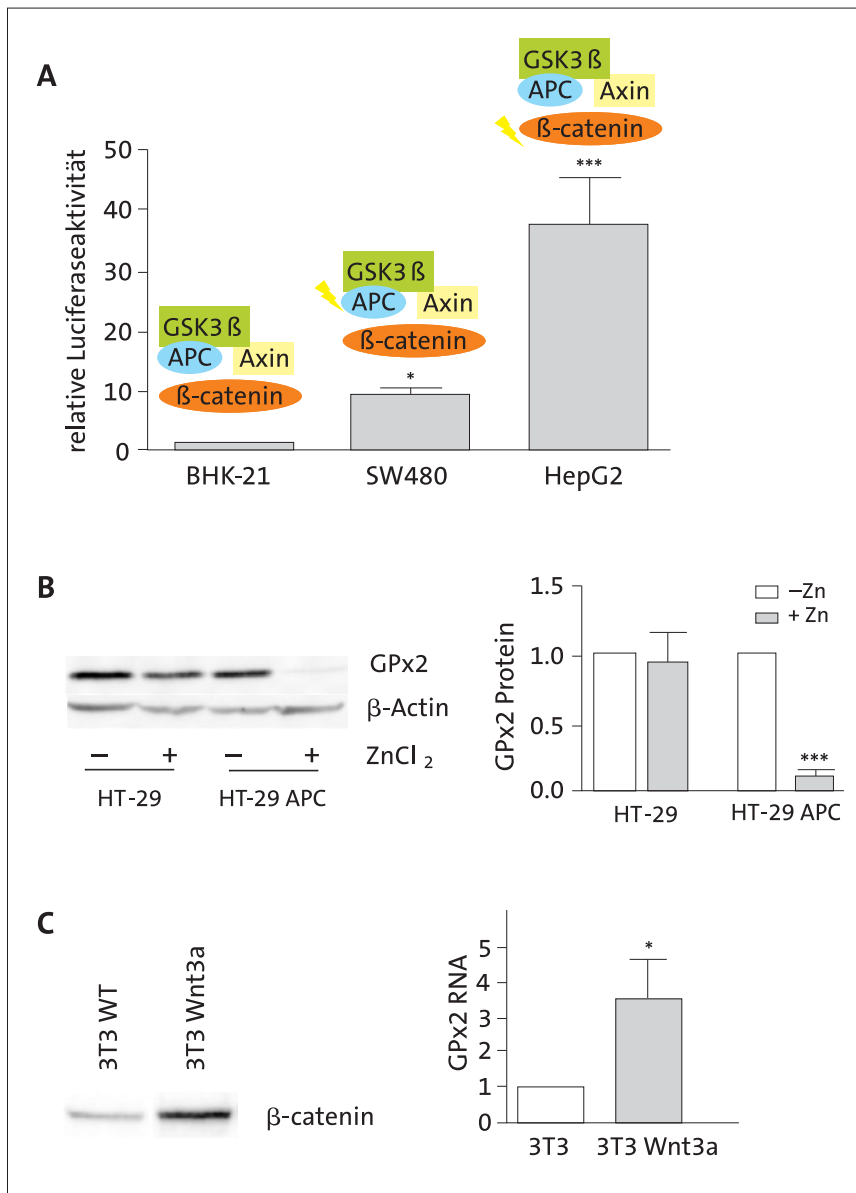 A
GSK3 ß
APC Axin
ß-catenin
***
GSK3 ß
APC Axin
ß-catenin
*
GSK3 ß
APC Axin
ß-catenin
relative Luciferaseaktivität
50
40
30
20
10
0
BHK-21 SW480 HepG2
B
GPx2
β-Actin
– + – + ZnCl 2
HT-29 HT-29 APC
GPx2 Protein
1.5
1.0
0.5
0.0
–Zn
+ Zn
***
HT-29 HT-29 APC
C
3T3 WT
3T3 Wnt3a
β-catenin
GPx2 RNA
5
4
3
2
1
0
*
3T3 3T3 Wnt3a